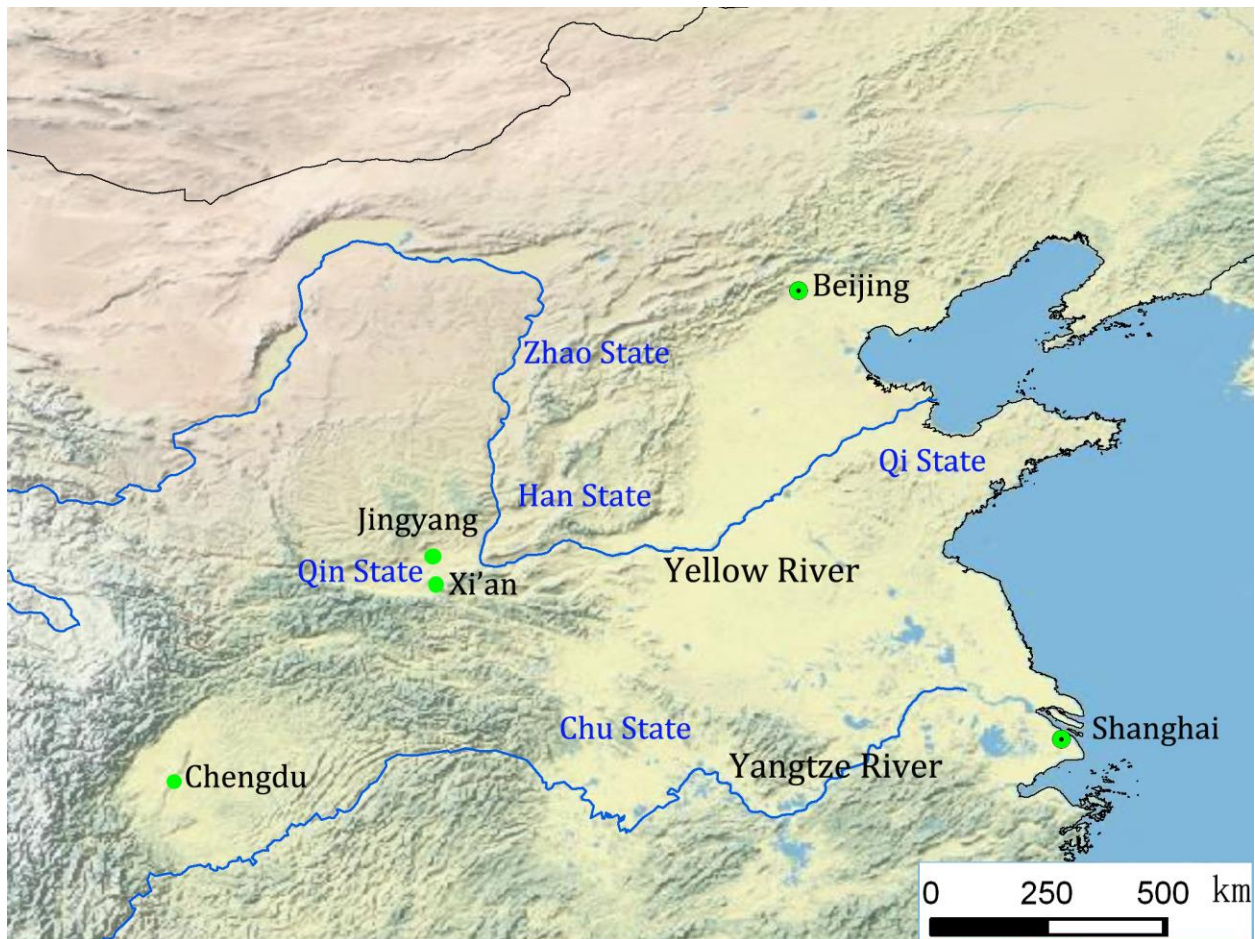 Beijing
Zhao State
Qi State
Han State
Jingyang
Qin State
Xi'an
Yellow River
Chu State
Shanghai
Yangtze River
Chengdu
0 250 500 km